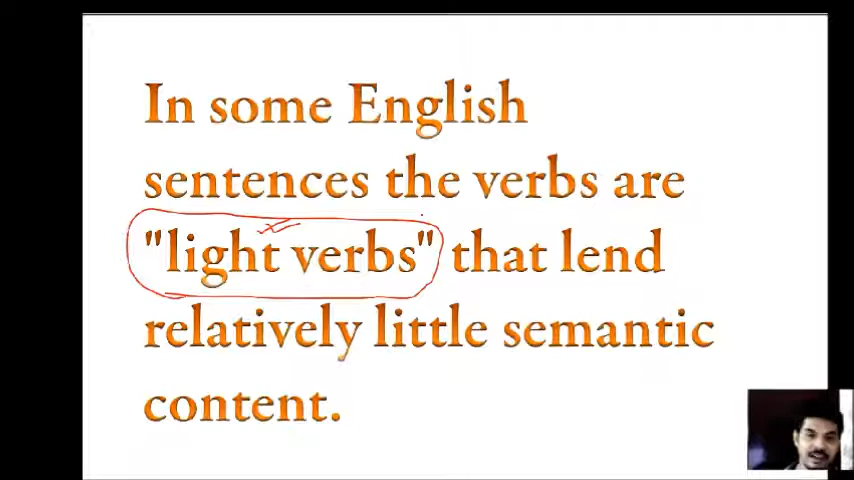 In some English
sentences the verbs are
"light verbs" that lend
relatively little semantic
content.